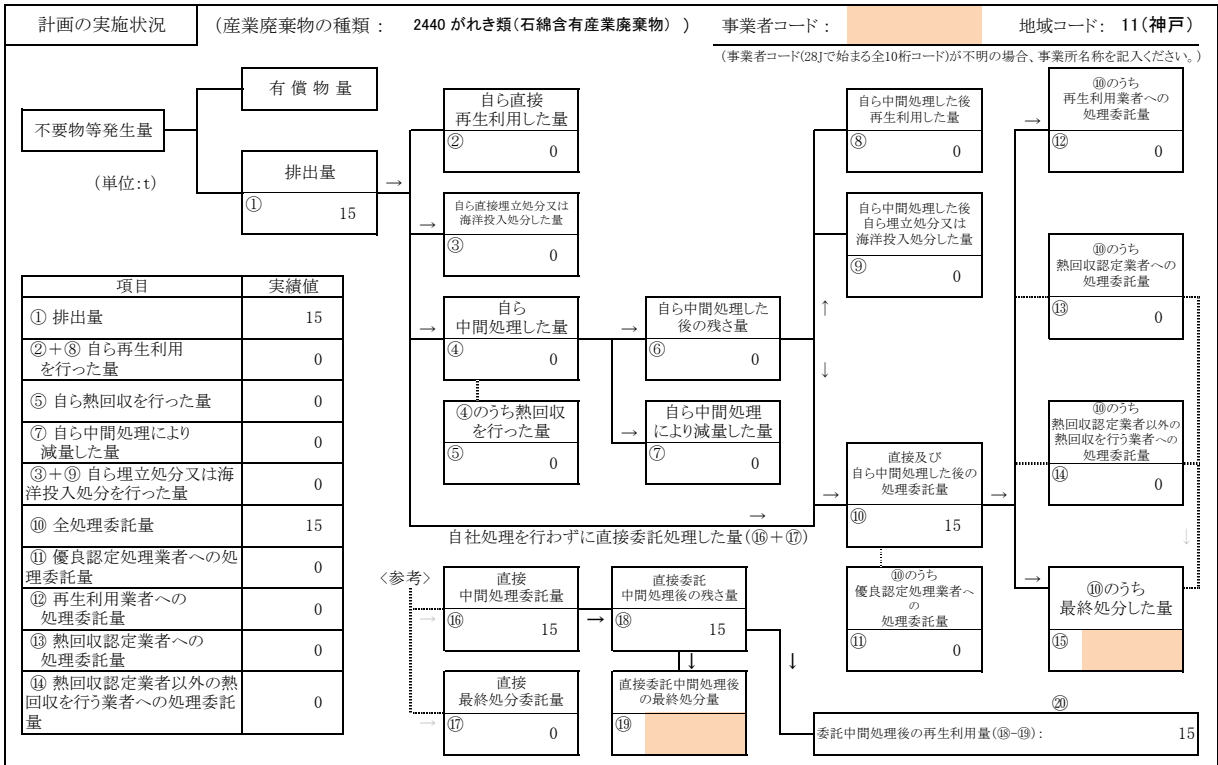 計画の実施状況 (産業廃棄物の種類 : 2440 がれき類(石綿含有産業廃棄物) ) 事業者コード : 地域コード : 11(神戸)
(事業者コード(28Jで始まる全10桁コード)が不明の場合、事業所名称を記入ください。)
不要物等発生量
(単位:t)
有償物量
排出量
① 15
→
自ら直接
再生利用した量
② 0
→
自ら直接埋立処分又は
海洋投入処分した量
③ 0
→
自ら
中間処理した量
④ 0
④のうち熱回収
を行った量
⑤ 0
→
自ら中間処理した
後の残さ量
⑥ 0
→
自ら中間処理
により減量した量
⑦ 0
自ら中間処理した後
再生利用した量
⑧ 0
自ら中間処理した後
自ら埋立処分又は
海洋投入処分した量
⑨ 0
↑
↓
→
自社処理を行わずに直接委託処理した量(⑯+⑰)
→
直接及び
自ら中間処理した後の
処理委託量
⑩ 15
→
⑩のうち
優良認定処理業者へ
の
処理委託量
⑪ 0
→
⑩のうち
再生利用業者への
処理委託量
⑫ 0
⑩のうち
熱回収認定業者への
処理委託量
⑬ 0
⑩のうち
熱回収認定業者以外の
熱回収を行う業者への
処理委託量
⑭ 0
↓
→
⑩のうち
最終処分した量
⑮
項目 実績値
① 排出量 15
②+⑧ 自ら再生利用
を行った量 0
⑤ 自ら熱回収を行った量 0
⑦ 自ら中間処理により
減量した量 0
③+⑨ 自ら埋立処分又は海
洋投入処分を行った量 0
⑩ 全処理委託量 15
⑪ 優良認定処理業者への処
理委託量 0
⑫ 再生利用業者への
処理委託量 0
⑬ 熱回収認定業者への
処理委託量 0
⑭ 熱回収認定業者以外の熱
回収を行う業者への処理委託
量 0
<参考>
→
直接
中間処理委託量
⑯ 15
→
直接委託
中間処理後の残さ量
⑱ 15
→
直接
最終処分委託量
⑰ 0
↓
直接委託中間処理後
の最終処分量
⑲
↓
⑳
委託中間処理後の再生利用量(⑱-⑲) : 15